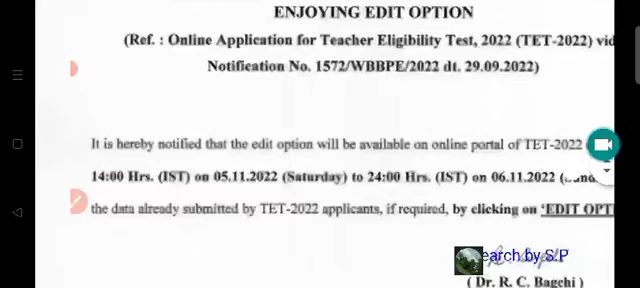 ENJOYING EDIT OPTION
(Ref. : Online Application for Teacher Eligibility Test, 2022 (TET-2022) vid
Notification No. 1572/WBBPE/2022 dt. 29.09.2022)
It is hereby notified that the edit option will be available on online portal of TET-2022
14:00 Hrs. (IST) on 05.11.2022 (Saturday) to 24:00 Hrs. (IST) on 06.11.2022
the data already submitted by TET-2022 applicants, if required, by clicking on 'EDIT OPT
earch by S.P
( Dr. R. C. Bagchi )